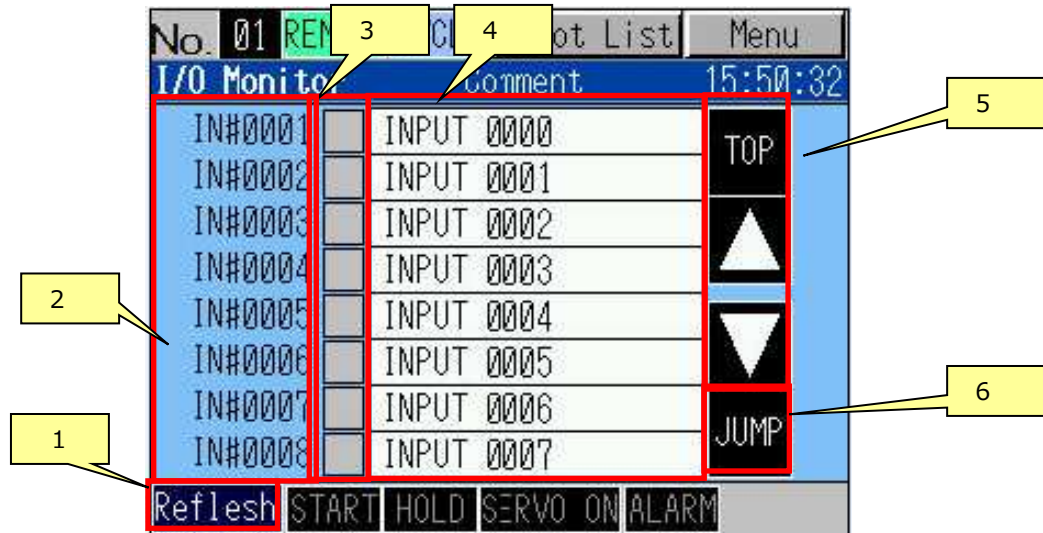 3
4
No. 01 List Menu
I/O Monitor Comment 15:50:32
5
IN#0001 INPUT 0000 TOP
IN#0002 INPUT 0001
IN#0003 INPUT 0002
IN#0004 INPUT 0003
2
IN#0005 INPUT 0004
IN#0006 INPUT 0005
6
IN#0007 INPUT 0006 JUMP
1
IN#0008 INPUT 0007
Reflesh START HOLD SERVO ON ALARM